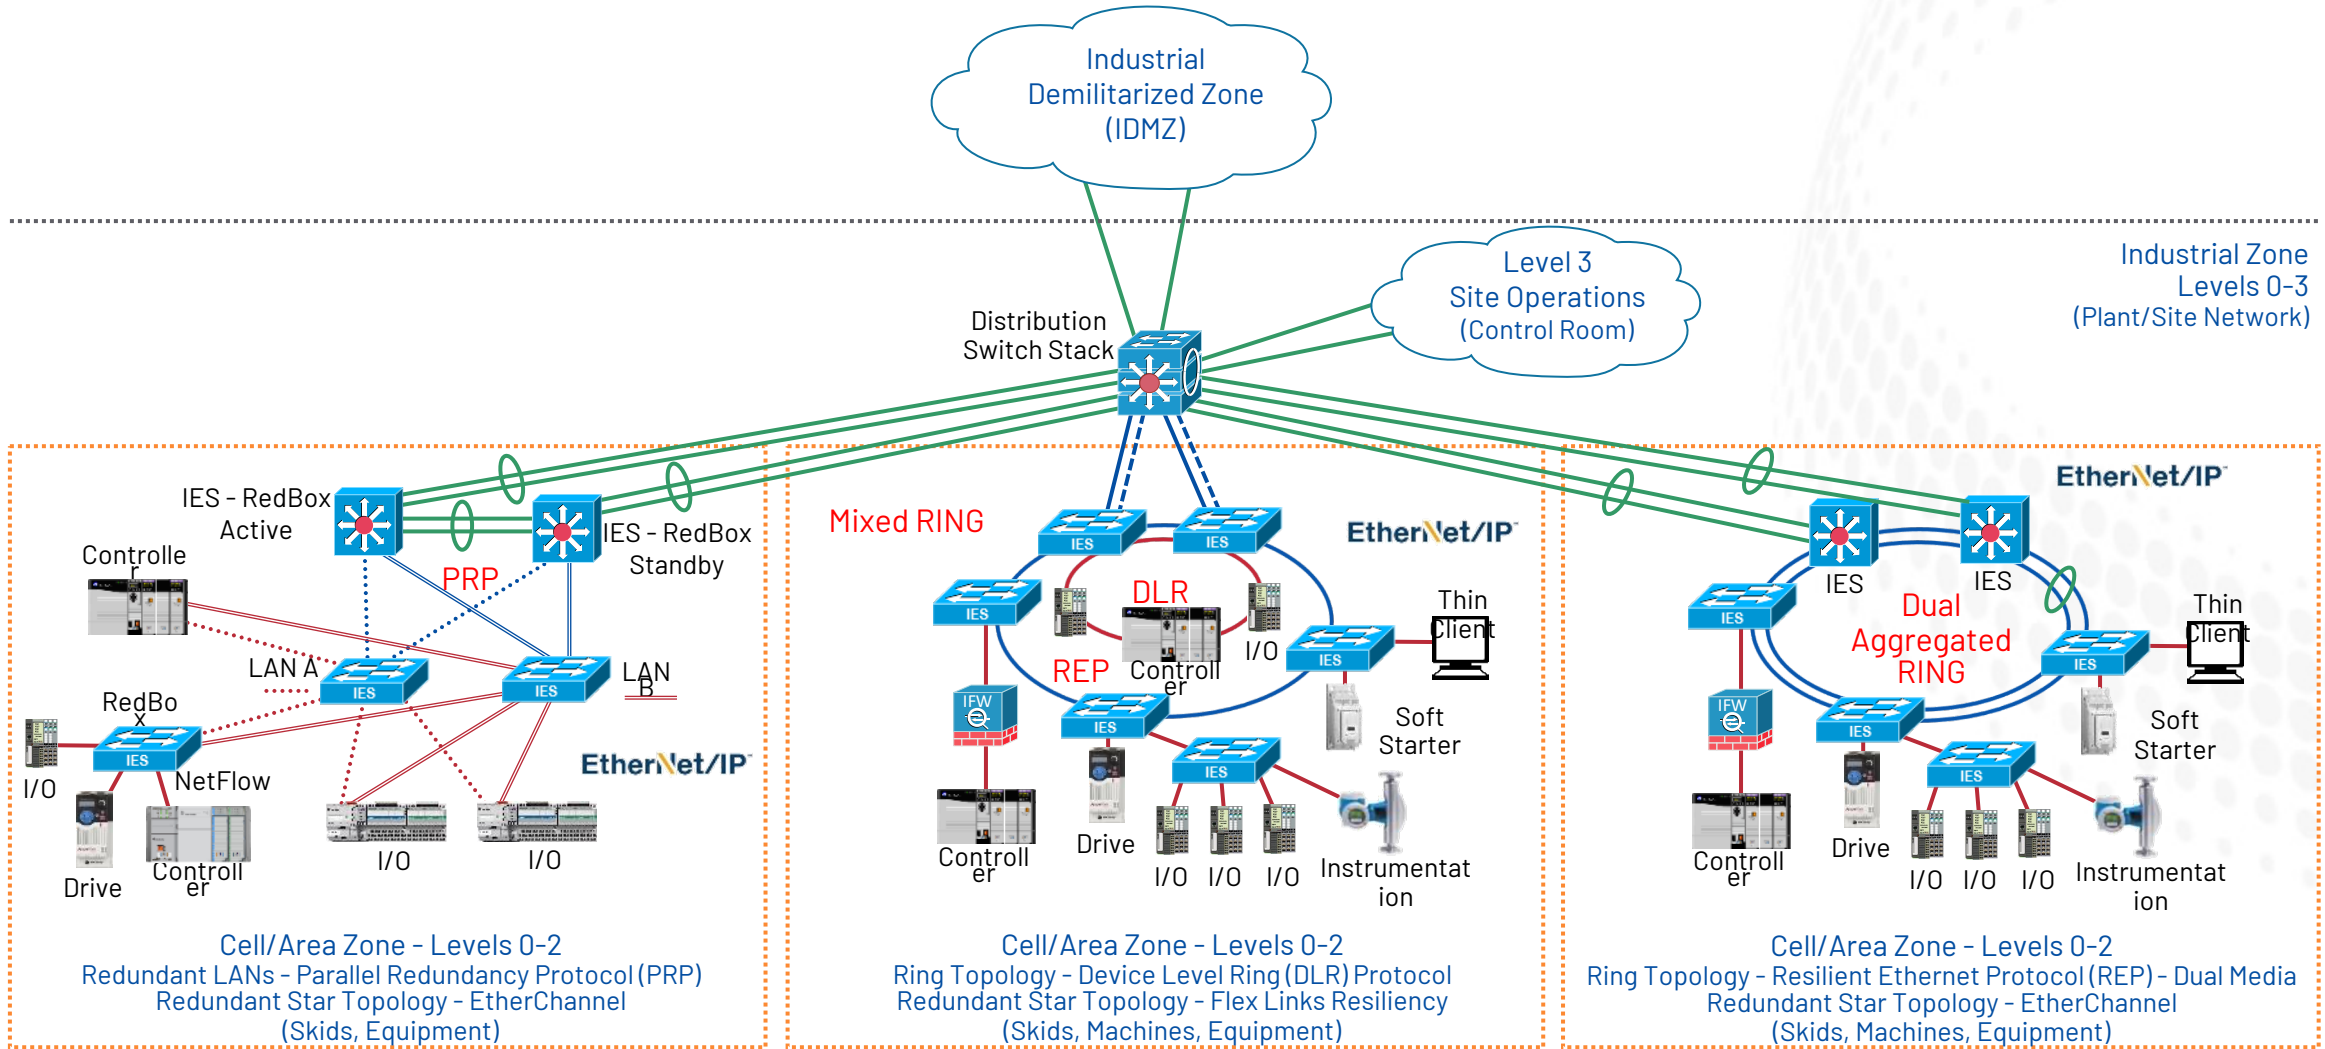 Industrial
Demilitarized Zone
(IDMZ)
Level 3
Site Operations
(Control Room)
Industrial Zone
Levels 0-3
(Plant/Site Network)
Distribution
Switch Stack
IES - RedBox
Active
IES - RedBox
Standby
PRP
Controlle
r
LAN A
IES
IES
LAN
B
RedBo
x
IES
I/O
NetFlow
EtherNet/IP™
Drive
Controll
er
I/O
I/O
Cell/Area Zone - Levels 0-2
Redundant LANs - Parallel Redundancy Protocol (PRP)
Redundant Star Topology - EtherChannel
(Skids, Equipment)
Mixed RING
IES
IES
EtherNet/IP™
IES
DLR
Thin
Client
I/O
IES
REP
Controll
er
IFW
IES
Soft
Starter
IES
Drive
Controll
er
I/O
I/O
I/O
Instrumentat
ion
Cell/Area Zone - Levels 0-2
Ring Topology - Device Level Ring (DLR) Protocol
Redundant Star Topology - Flex Links Resiliency
(Skids, Machines, Equipment)
EtherNet/IP™
IES
IES
IES
Dual
Aggregated
RING
Thin
Client
IES
IFW
IES
Soft
Starter
IES
Drive
Controll
er
I/O
I/O
I/O
Instrumentat
ion
Cell/Area Zone - Levels 0-2
Ring Topology - Resilient Ethernet Protocol (REP) - Dual Media
Redundant Star Topology - EtherChannel
(Skids, Machines, Equipment)